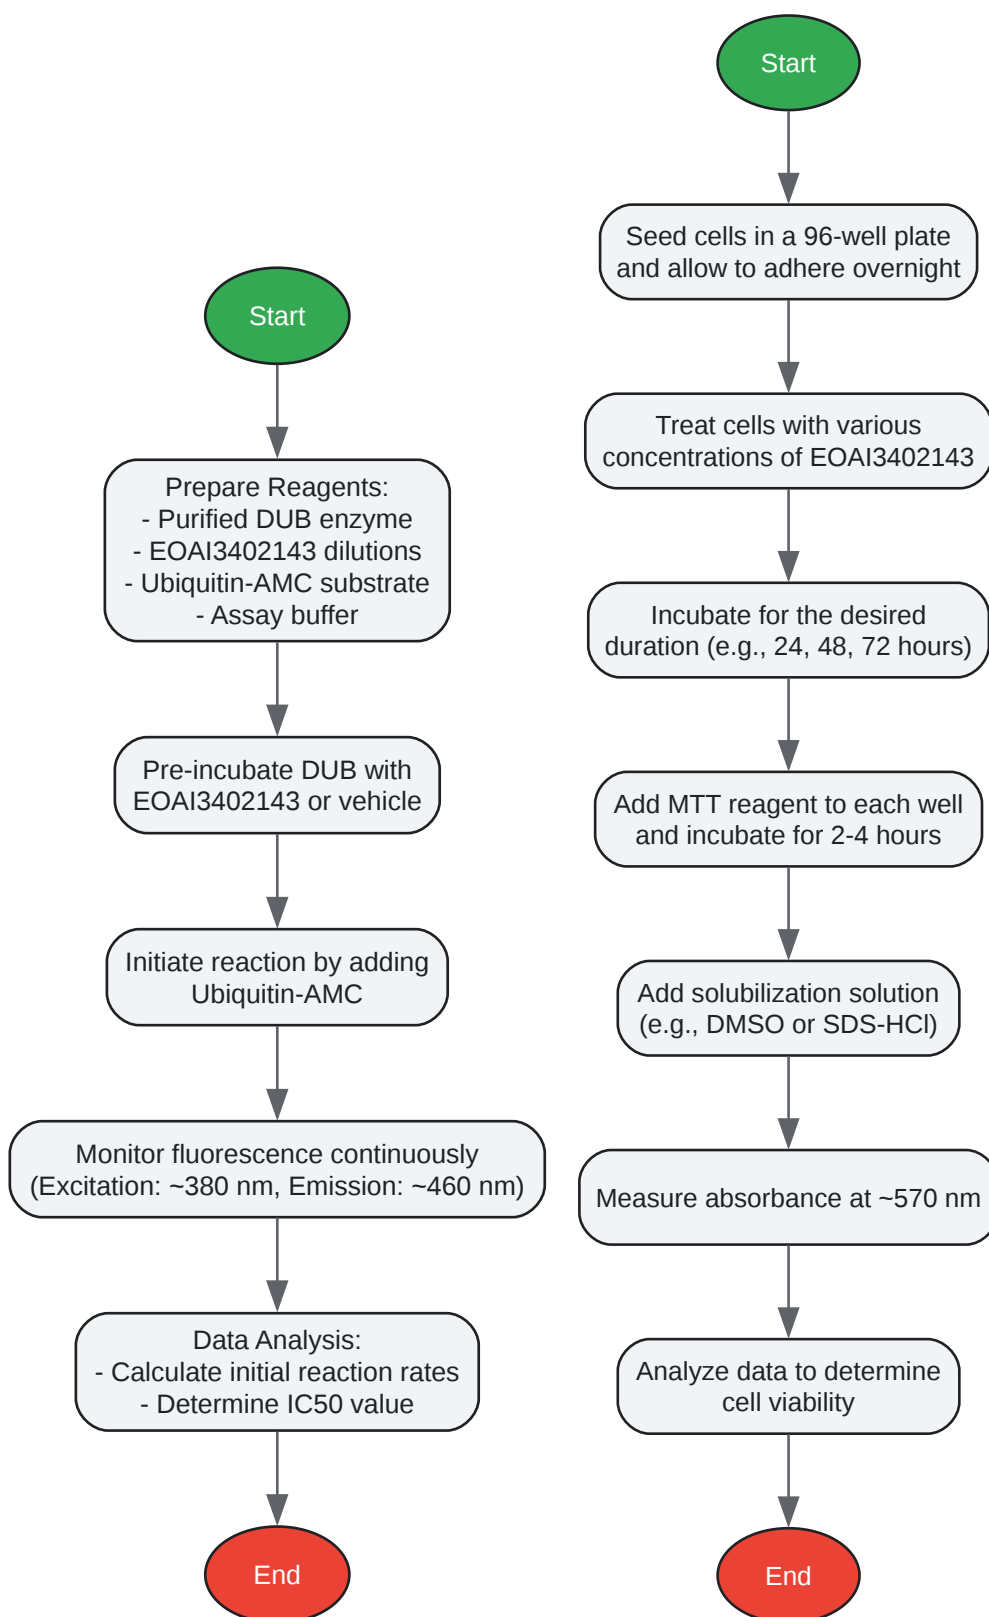 Start
Prepare Reagents:
- Purified DUB enzyme
- EOAI3402143 dilutions
- Ubiquitin-AMC substrate
- Assay buffer
Pre-incubate DUB with
EOAI3402143 or vehicle
Initiate reaction by adding
Ubiquitin-AMC
Monitor fluorescence continuously
(Excitation: ~380 nm, Emission: ~460 nm)
Data Analysis:
- Calculate initial reaction rates
- Determine IC50 value
End
Start
Seed cells in a 96-well plate
and allow to adhere overnight
Treat cells with various
concentrations of EOAI3402143
Incubate for the desired
duration (e.g., 24, 48, 72 hours)
Add MTT reagent to each well
and incubate for 2-4 hours
Add solubilization solution
(e.g., DMSO or SDS-HCl)
Measure absorbance at ~570 nm
Analyze data to determine
cell viability
End